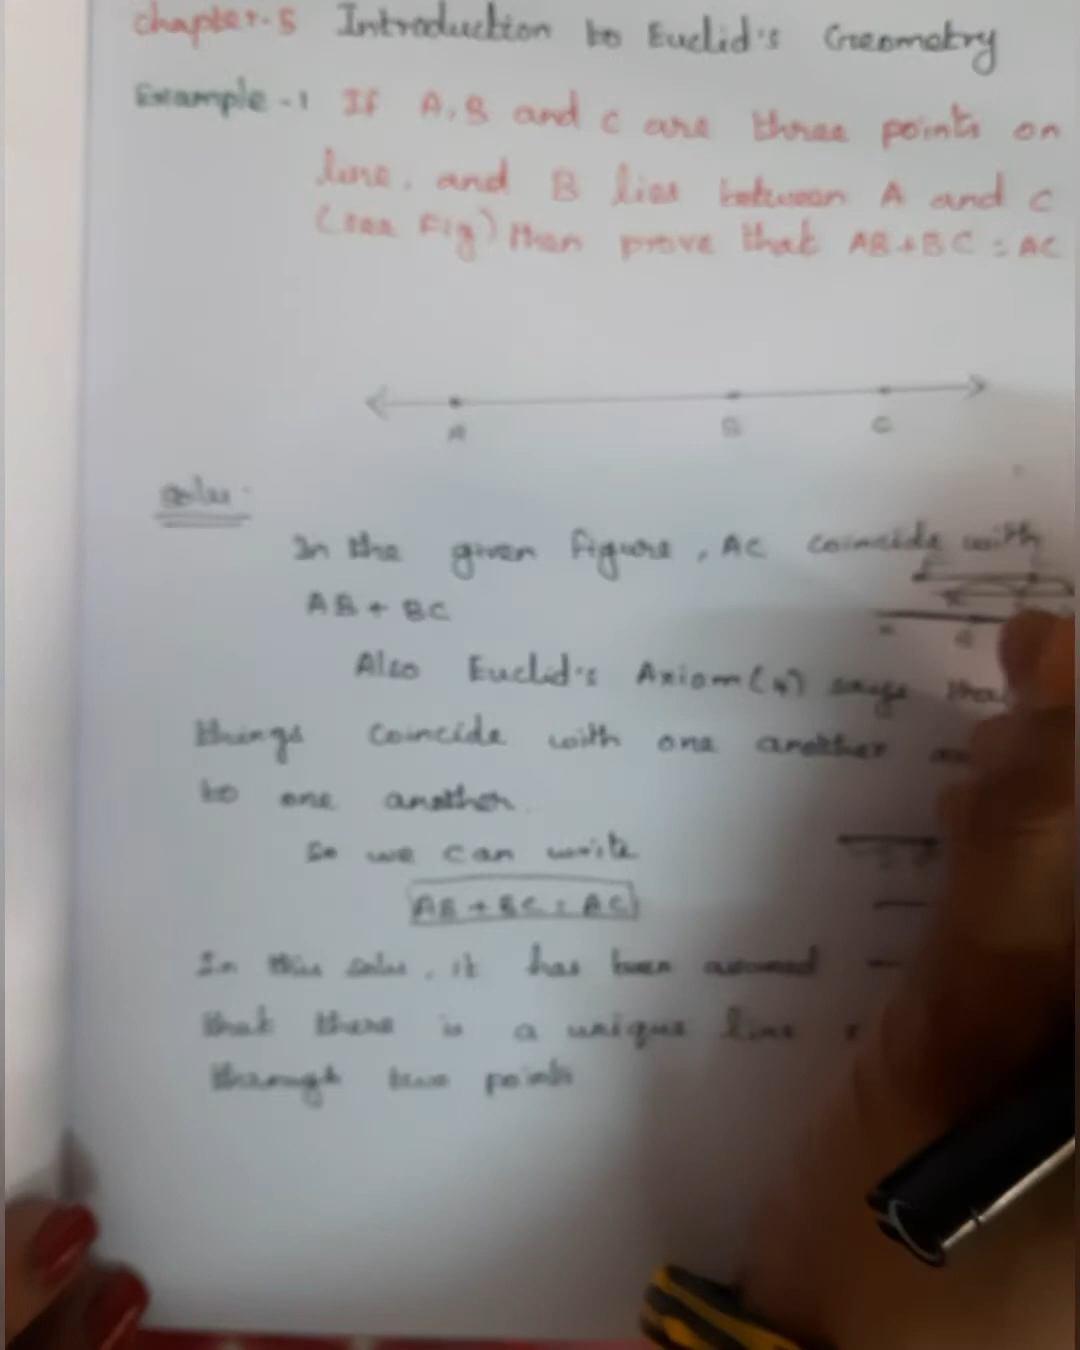 chapter-5 Introduction to Euclid's Geometry
Example-1 If A, B and C are three points on
line, and B lies between A and C
(see Fig) then prove that AB+BC = AC
A B C
Solu:
In the given figure, AC coincide with
AB + BC
Also Euclid's Axiom (4) says
things coincide with one another
to one another.
So we can write
AB + BC = AC
In this solu, it has been assumed
that there is a unique line
through two points